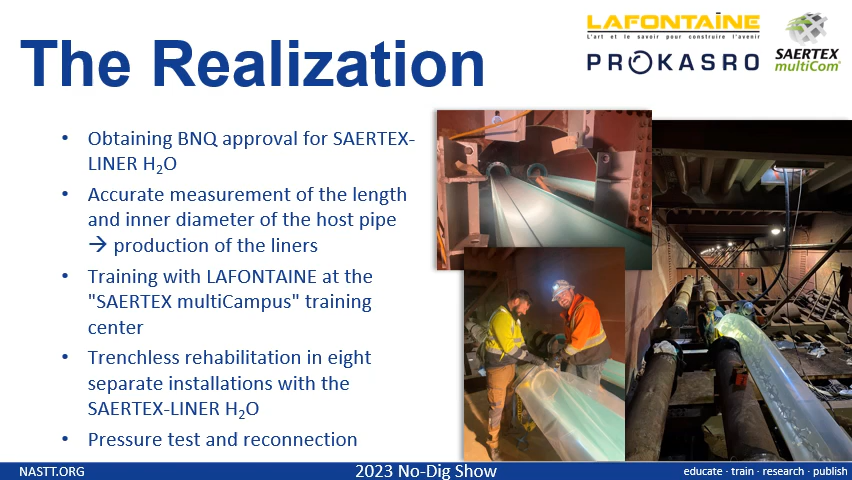 The Realization
LAFONTAINE
L'art et le savoir pour construire l'avenir
PROKASRO
SAERTEX
multiCom®
• Obtaining BNQ approval for SAERTEX-
LINER H₂O
• Accurate measurement of the length
and inner diameter of the host pipe
→ production of the liners
• Training with LAFONTAINE at the
"SAERTEX multiCampus" training
center
• Trenchless rehabilitation in eight
separate installations with the
SAERTEX-LINER H₂O
• Pressure test and reconnection
NASTT.ORG
2023 No-Dig Show
educate · train · research · publish